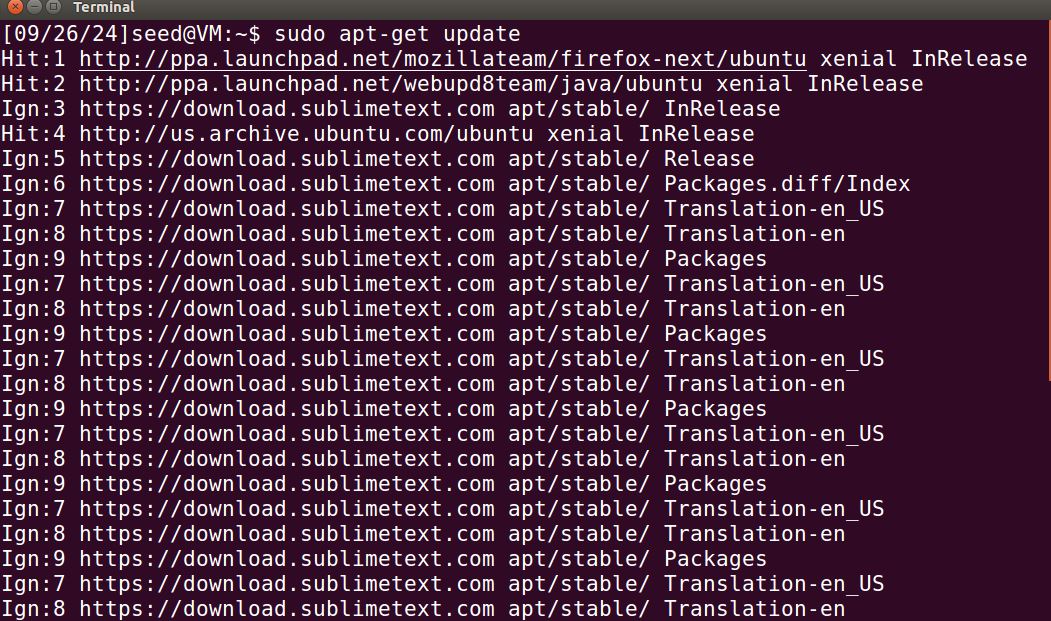 Terminal
[09/26/24]seed@VM:~$ sudo apt-get update
Hit:1 http://ppa.launchpad.net/mozillateam/firefox-next/ubuntu xenial InRelease
Hit:2 http://ppa.launchpad.net/webupd8team/java/ubuntu xenial InRelease
Ign:3 https://download.sublimetext.com apt/stable/ InRelease
Hit:4 http://us.archive.ubuntu.com/ubuntu xenial InRelease
Ign:5 https://download.sublimetext.com apt/stable/ Release
Ign:6 https://download.sublimetext.com apt/stable/ Packages.diff/Index
Ign:7 https://download.sublimetext.com apt/stable/ Translation-en_US
Ign:8 https://download.sublimetext.com apt/stable/ Translation-en
Ign:9 https://download.sublimetext.com apt/stable/ Packages
Ign:7 https://download.sublimetext.com apt/stable/ Translation-en_US
Ign:8 https://download.sublimetext.com apt/stable/ Translation-en
Ign:9 https://download.sublimetext.com apt/stable/ Packages
Ign:7 https://download.sublimetext.com apt/stable/ Translation-en_US
Ign:8 https://download.sublimetext.com apt/stable/ Translation-en
Ign:9 https://download.sublimetext.com apt/stable/ Packages
Ign:7 https://download.sublimetext.com apt/stable/ Translation-en_US
Ign:8 https://download.sublimetext.com apt/stable/ Translation-en
Ign:9 https://download.sublimetext.com apt/stable/ Packages
Ign:7 https://download.sublimetext.com apt/stable/ Translation-en_US
Ign:8 https://download.sublimetext.com apt/stable/ Translation-en
Ign:9 https://download.sublimetext.com apt/stable/ Packages
Ign:7 https://download.sublimetext.com apt/stable/ Translation-en_US
Ign:8 https://download.sublimetext.com apt/stable/ Translation-en